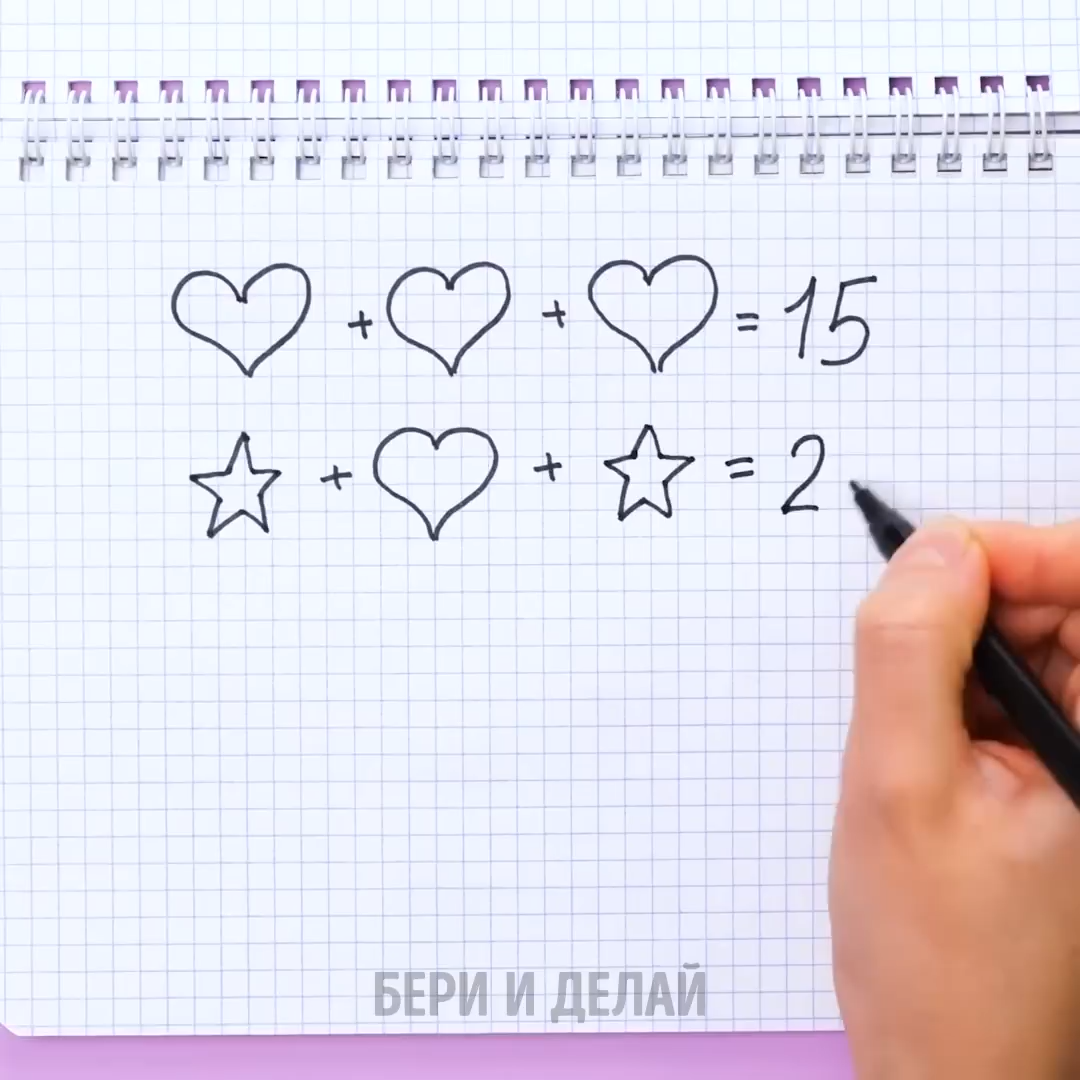 ♡ + ♡ + ♡ = 15
☆ + ♡ + ☆ = 2
БЕРИ И ДЕЛАЙ